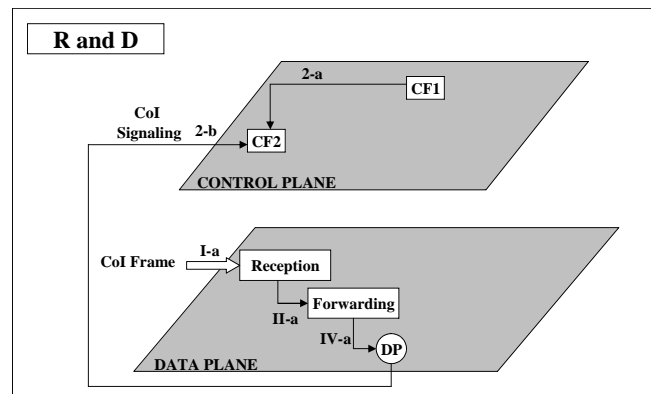 R and D
2-a
CF1
CoI
Signaling
2-b
CF2
CONTROL PLANE
I-a
CoI Frame
Reception
Forwarding
II-a
IV-a
DP
DATA PLANE